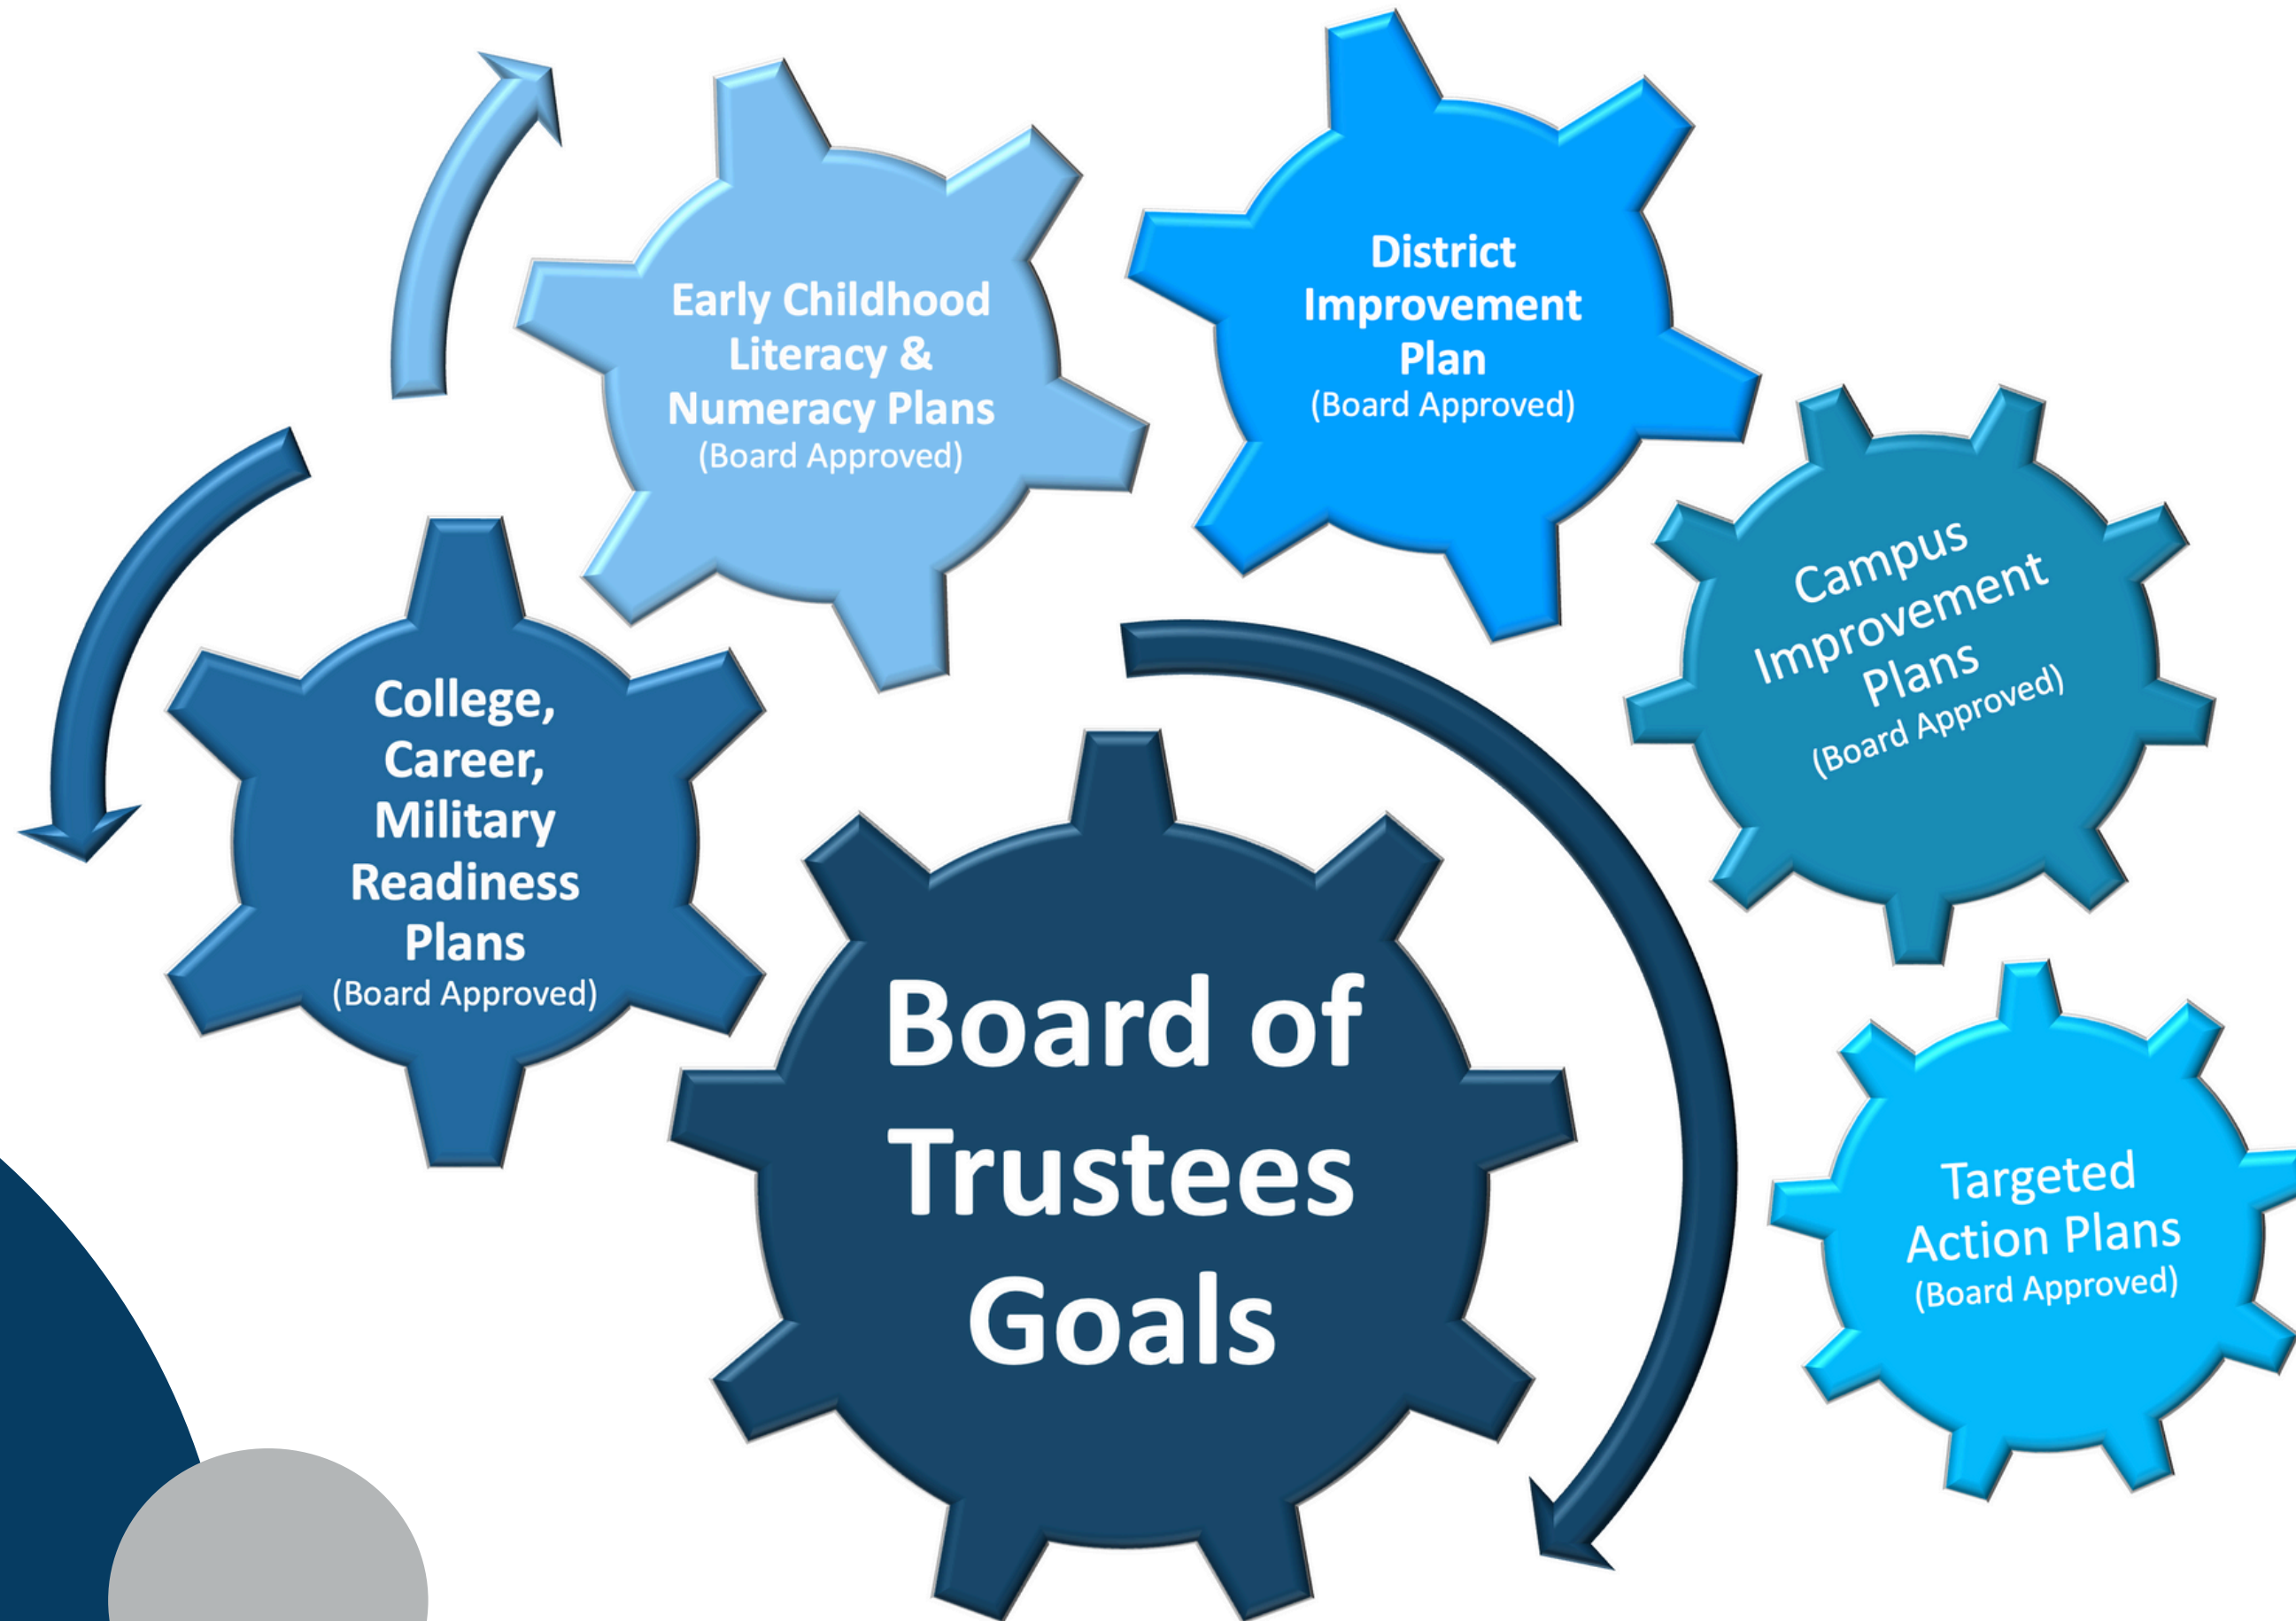 Early Childhood
Literacy &
Numeracy Plans
(Board Approved)
District
Improvement
Plan
(Board Approved)
Campus
Improvement
Plans
(Board Approved)
College,
Career,
Military
Readiness
Plans
(Board Approved)
Board of
Trustees
Goals
Targeted
Action Plans
(Board Approved)